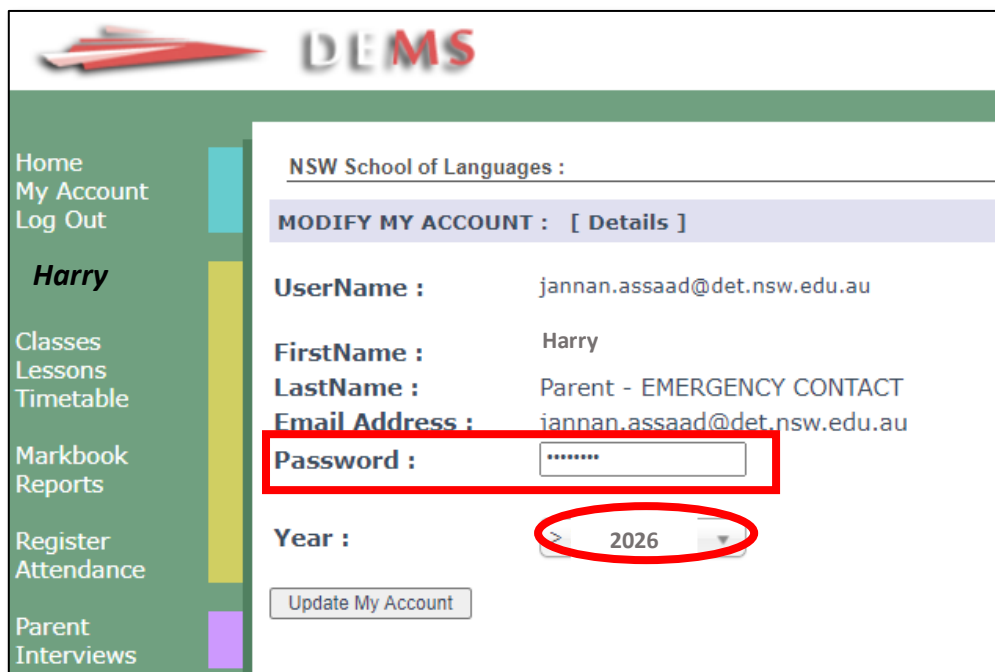 DEMS
Home
My Account
Log Out
Harry
Classes
Lessons
Timetable
Markbook
Reports
Register
Attendance
Parent
Interviews
NSW School of Languages :
MODIFY MY ACCOUNT : [ Details ]
UserName : jannan.assaad@det.nsw.edu.au
FirstName : Harry
LastName : Parent - EMERGENCY CONTACT
Email Address : jannan.assaad@det.nsw.edu.au
Password : ••••••••
Year : > 2026
Update My Account